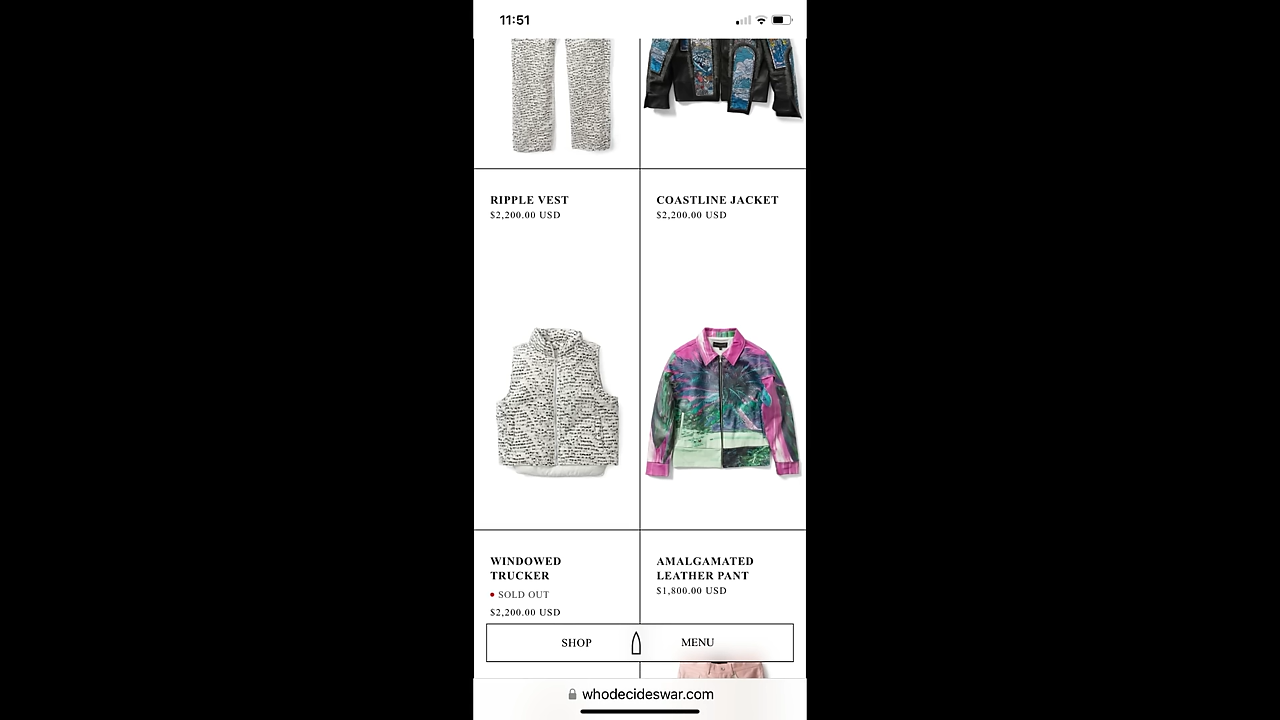 11:51
RIPPLE VEST
$2,200.00 USD
COASTLINE JACKET
$2,200.00 USD
WINDOWED
TRUCKER
SOLD OUT
$2,200.00 USD
AMALGAMATED
LEATHER PANT
$1,800.00 USD
SHOP
MENU
whodecideswar.com